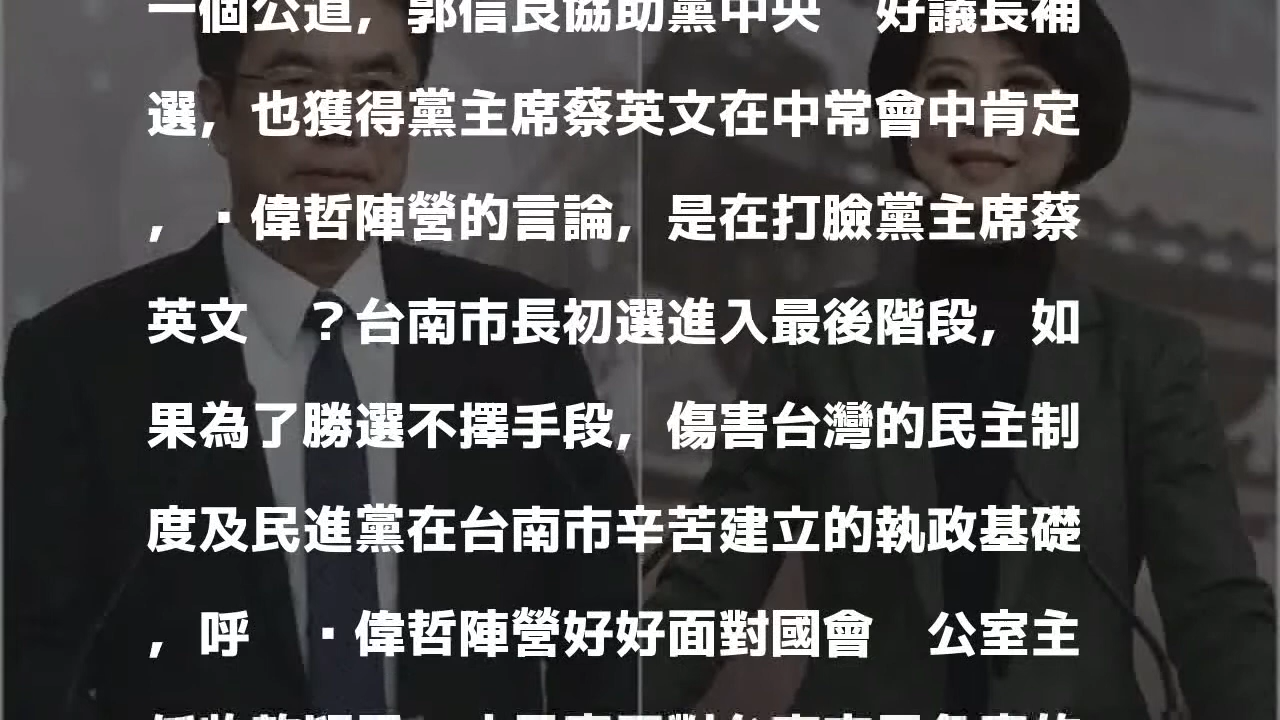 一個公道，郭信良協助黨中央　好議長補
選，也獲得黨主席蔡英文在中常會中肯定
，　▪偉哲陣營的言論，是在打臉黨主席蔡
英文　？台南市長初選進入最後階段，如
果為了勝選不擇手段，傷害台灣的民主制
度及民進黨在台南市辛苦建立的執政基礎
，呼　▪偉哲陣營好好面對國會　公室主